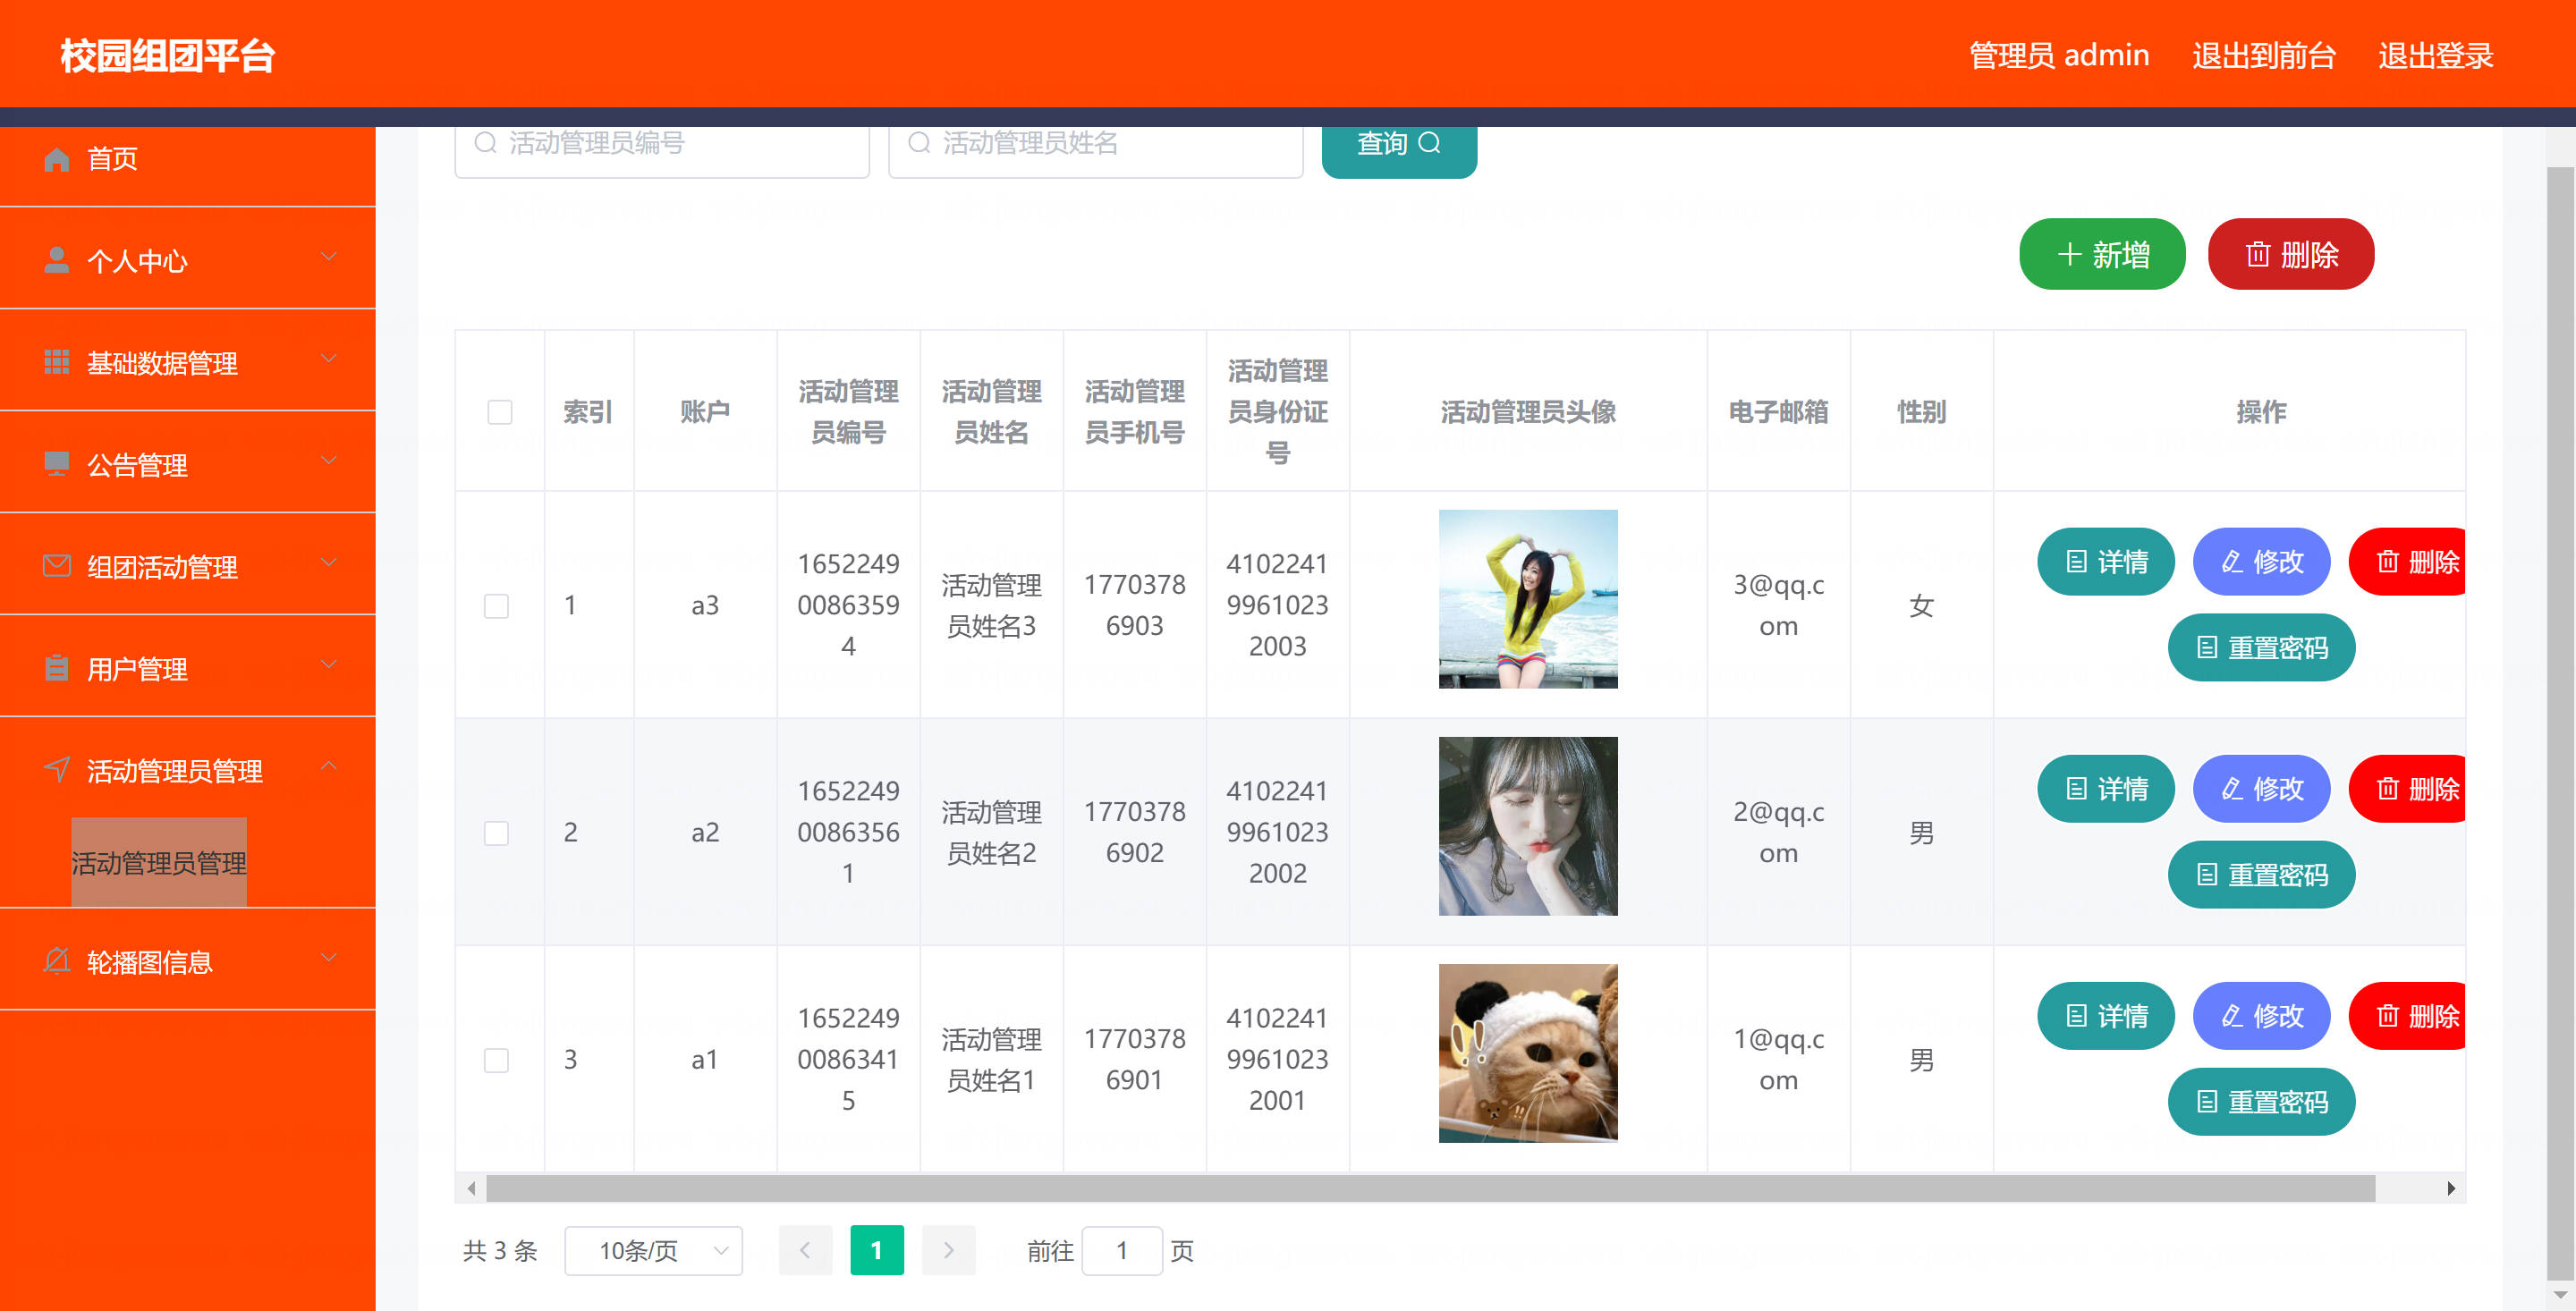 校园组团平台
管理员 admin 退出到前台 退出登录
首页
个人中心
基础数据管理
公告管理
组团活动管理
用户管理
活动管理员管理
活动管理员管理
轮播图信息
活动管理员编号 活动管理员姓名 查询
新增 删除
索引 账户 活动管理员编号 活动管理员姓名 活动管理员手机号 活动管理员身份证号 活动管理员头像 电子邮箱 性别 操作
1 a3 16522490086359​4 活动管理员姓名3 17703786903 410224199610232003 3@qq.com 女 详情 修改 删除
重置密码
2 a2 165224900863561 活动管理员姓名2 17703786902 410224199610232002 2@qq.com 男 详情 修改 删除
重置密码
3 a1 165224900863415 活动管理员姓名1 17703786901 410224199610232001 1@qq.com 男 详情 修改 删除
重置密码
共 3 条 10条/页 1 前往 1 页